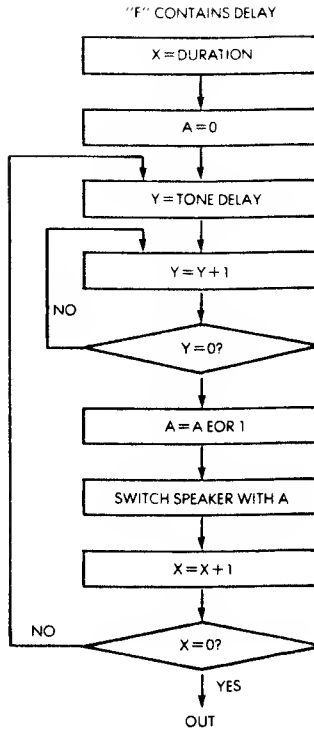 "F" CONTAINS DELAY
X = DURATION
A = 0
Y = TONE DELAY
Y = Y + 1
NO
Y = 0?
A = A EOR 1
SWITCH SPEAKER WITH A
X = X + 1
NO
X = 0?
YES
OUT